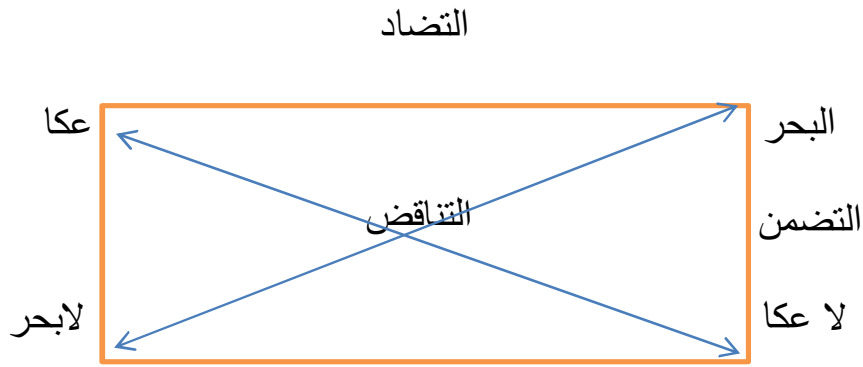 التضاد
البحر
عكا
التناقض
التضمن
لا عكا
لابحر